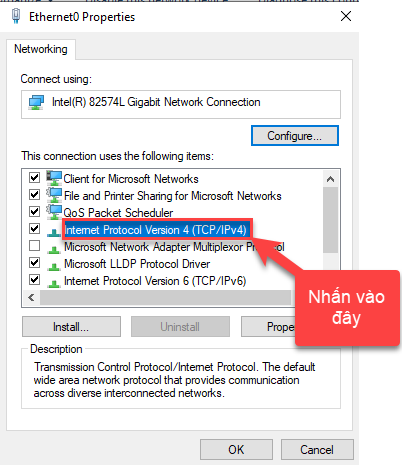 Ethernet0 Properties
Networking
Connect using:
Intel(R) 82574L Gigabit Network Connection
Configure...
This connection uses the following items:
Client for Microsoft Networks
File and Printer Sharing for Microsoft Networks
QoS Packet Scheduler
Internet Protocol Version 4 (TCP/IPv4)
Microsoft Network Adapter Multiplexor Protocol
Microsoft LLDP Protocol Driver
Internet Protocol Version 6 (TCP/IPv6)
Nhấn vào
đây
Install...
Uninstall
Prope
Description
Transmission Control Protocol/Internet Protocol. The default
wide area network protocol that provides communication
across diverse interconnected networks.
OK
Cancel